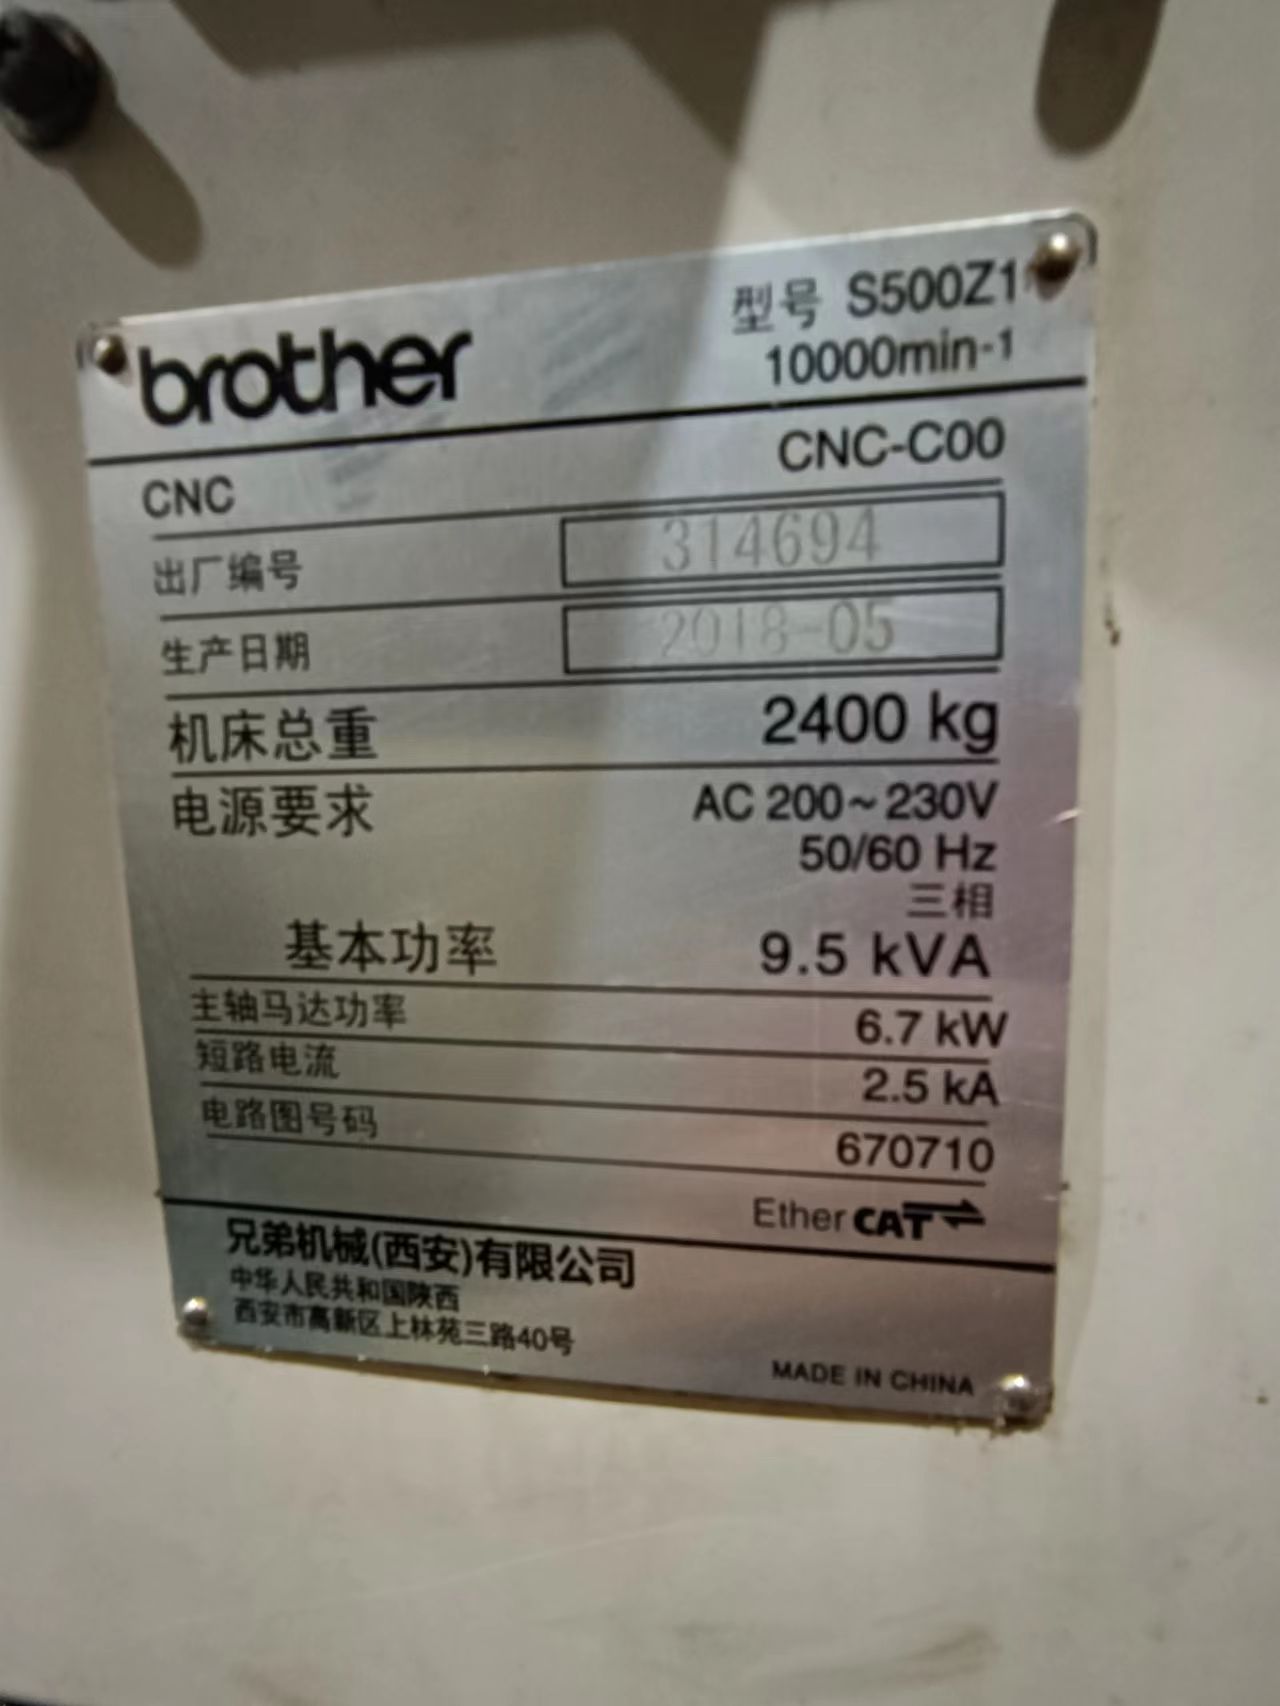 brother
型号 S500Z1
10000min-1
CNC CNC-C00
出厂编号 314694
生产日期 2018-05
机床总重 2400 kg
电源要求 AC 200~230V
50/60 Hz
三相
基本功率 9.5 kVA
主轴马达功率 6.7 kW
短路电流 2.5 kA
电路图号码 670710
EtherCAT
兄弟机械(西安)有限公司
中华人民共和国陕西
西安市高新区上林苑三路40号
MADE IN CHINA